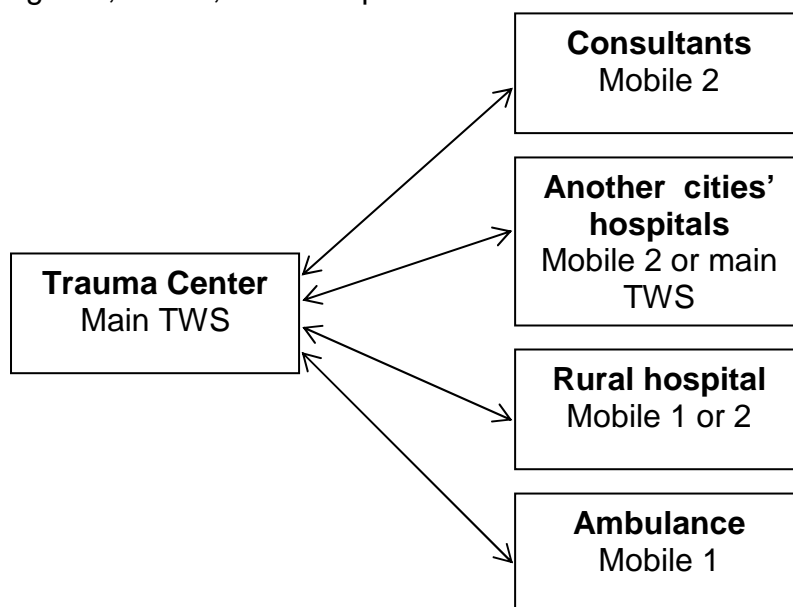 Consultants
Mobile 2
Another cities’
hospitals
Mobile 2 or main
TWS
Trauma Center
Main TWS
Rural hospital
Mobile 1 or 2
Ambulance
Mobile 1